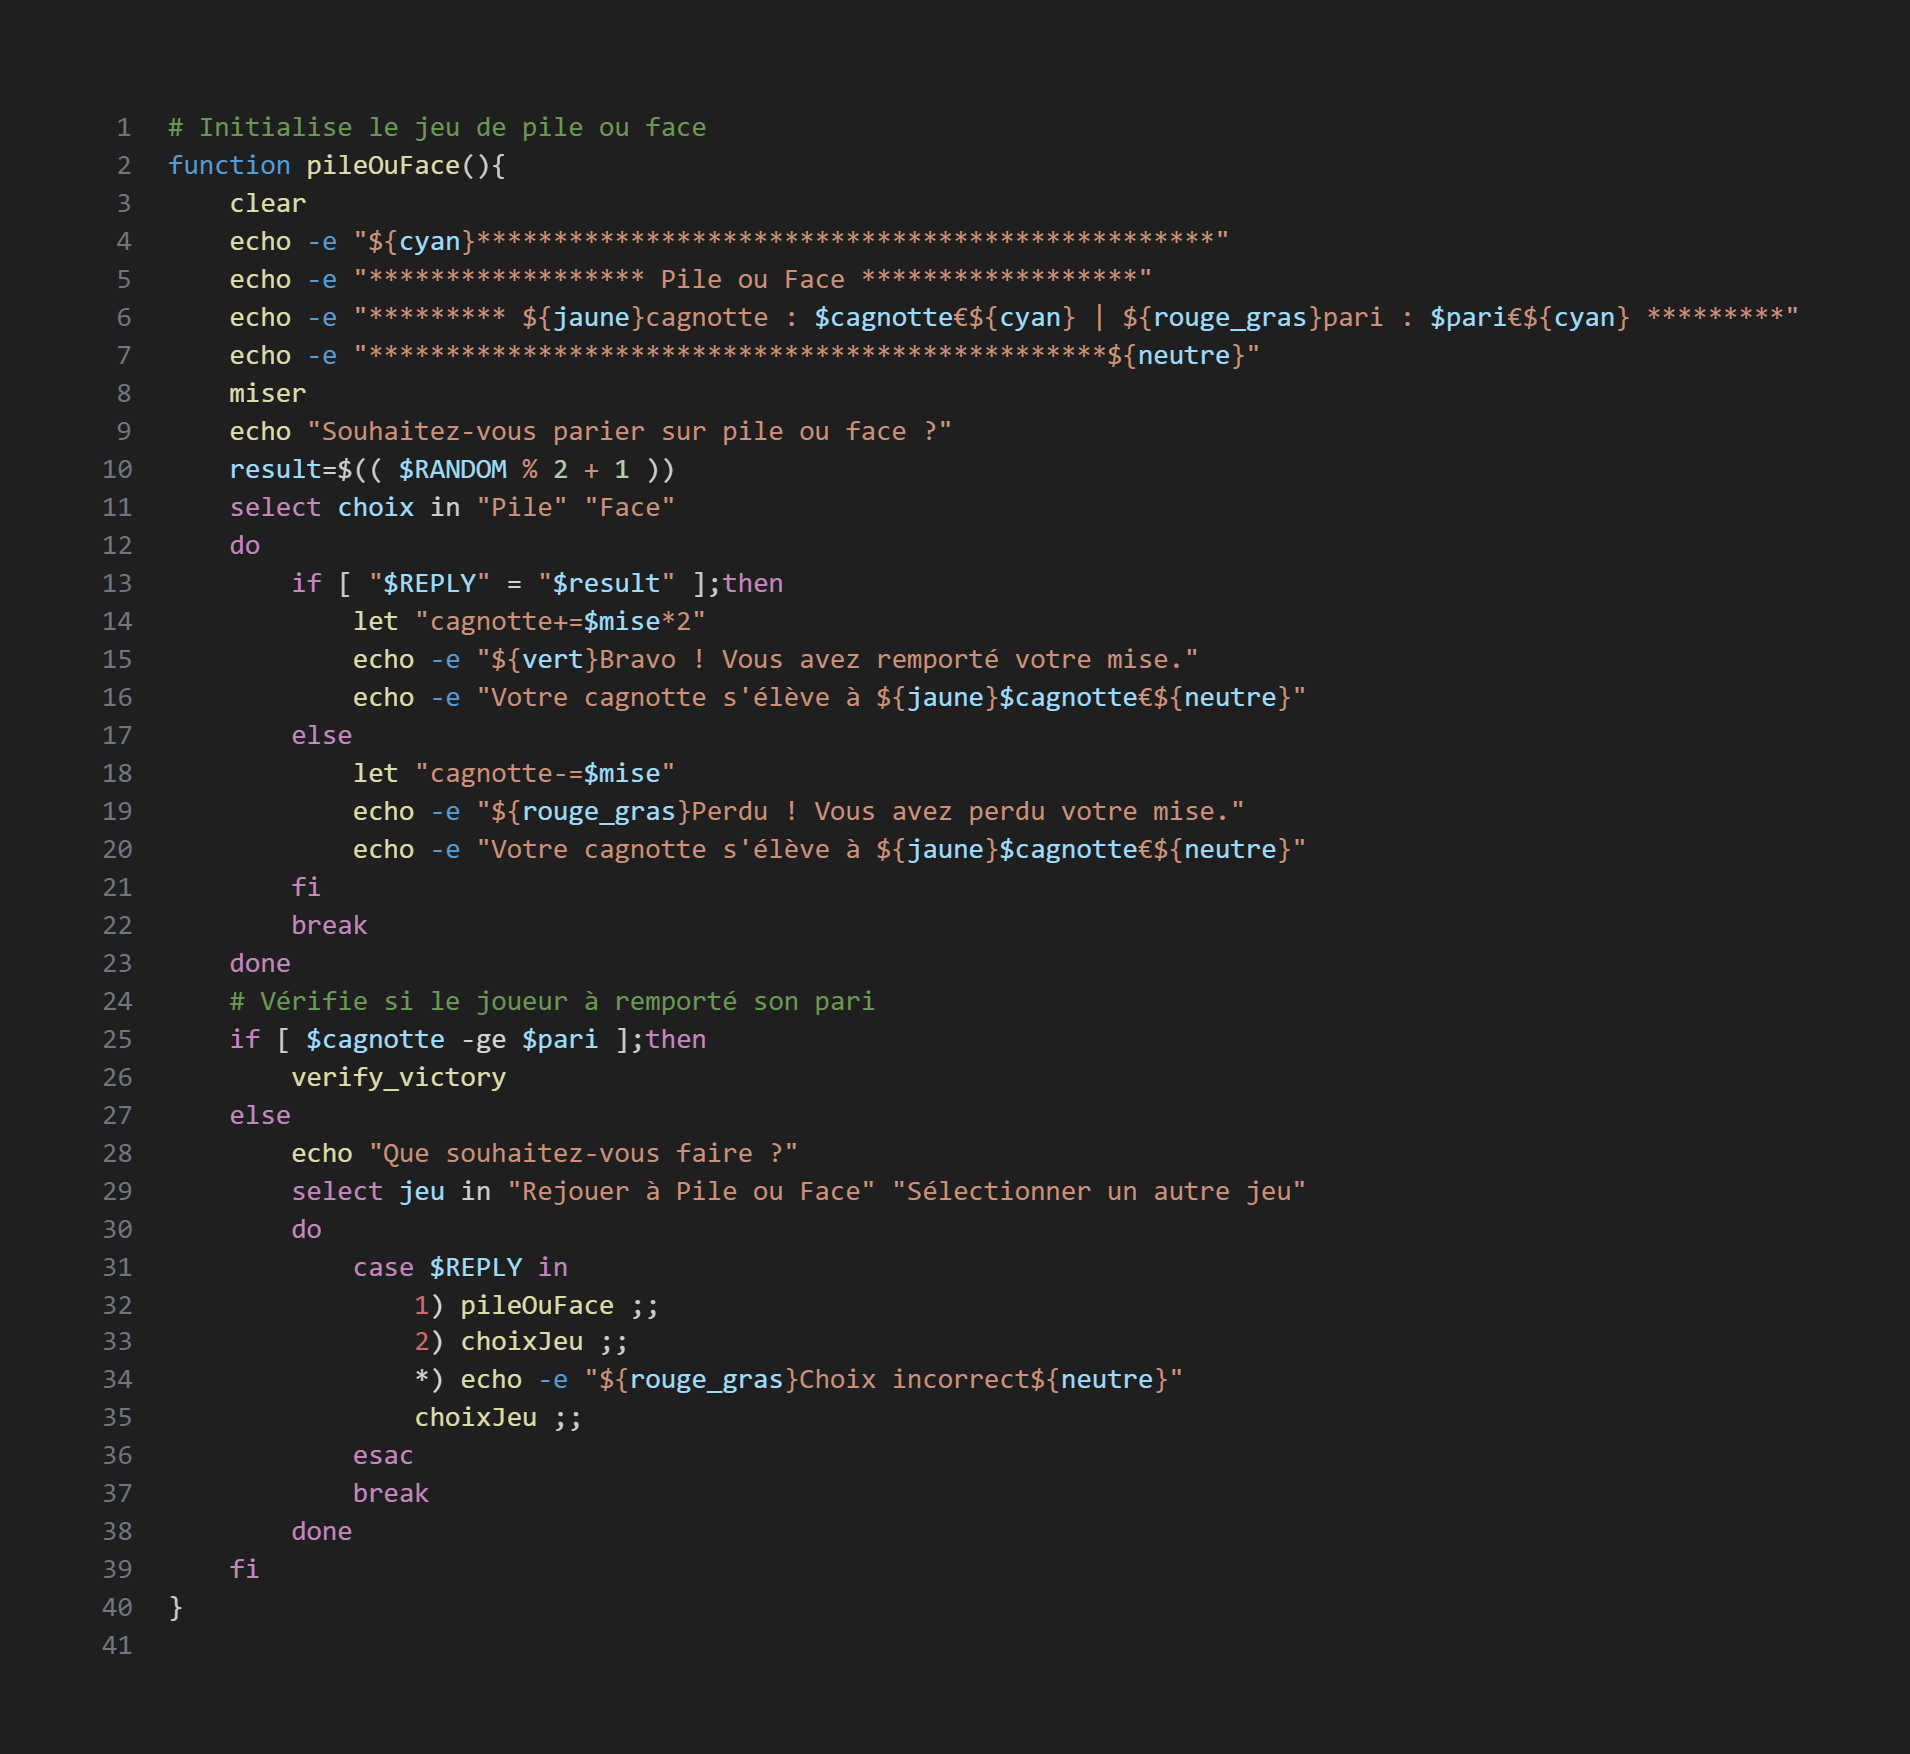 1 # Initialise le jeu de pile ou face
2 function pileOuFace(){
3     clear
4     echo -e "${cyan}************************************************"
5     echo -e "****************** Pile ou Face ******************"
6     echo -e "********* ${jaune}cagnotte : $cagnotte€${cyan} | ${rouge_gras}pari : $pari€${cyan} *********"
7     echo -e "************************************************${neutre}"
8     miser
9     echo "Souhaitez-vous parier sur pile ou face ?"
10     result=$(( $RANDOM % 2 + 1 ))
11     select choix in "Pile" "Face"
12     do
13         if [ "$REPLY" = "$result" ];then
14             let "cagnotte+=$mise*2"
15             echo -e "${vert}Bravo ! Vous avez remporté votre mise."
16             echo -e "Votre cagnotte s'élève à ${jaune}$cagnotte€${neutre}"
17         else
18             let "cagnotte-=$mise"
19             echo -e "${rouge_gras}Perdu ! Vous avez perdu votre mise."
20             echo -e "Votre cagnotte s'élève à ${jaune}$cagnotte€${neutre}"
21         fi
22         break
23     done
24     # Vérifie si le joueur à remporté son pari
25     if [ $cagnotte -ge $pari ];then
26         verify_victory
27     else
28         echo "Que souhaitez-vous faire ?"
29         select jeu in "Rejouer à Pile ou Face" "Sélectionner un autre jeu"
30         do
31             case $REPLY in
32                 1) pileOuFace ;;
33                 2) choixJeu ;;
34                 *) echo -e "${rouge_gras}Choix incorrect${neutre}"
35                 choixJeu ;;
36             esac
37             break
38         done
39     fi
40 }
41